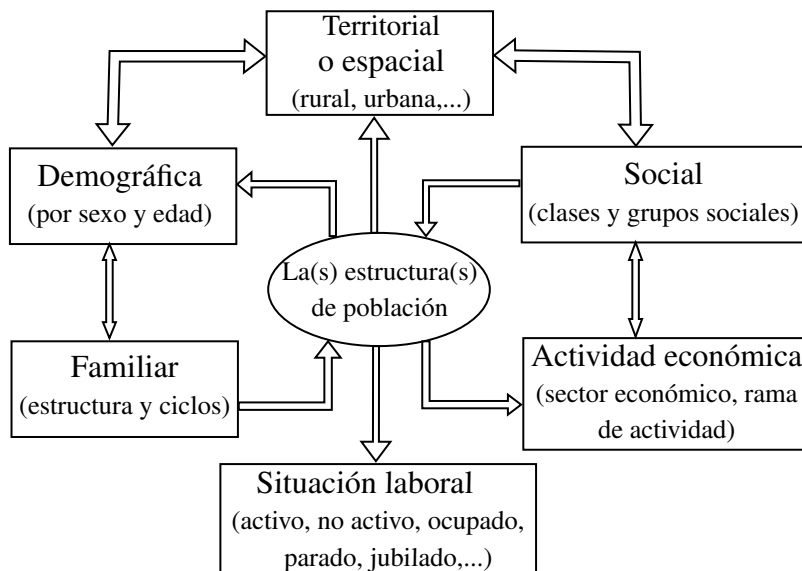 Territorial
o espacial
(rural, urbana,...)
Demográfica
(por sexo y edad)
Social
(clases y grupos sociales)
La(s) estructura(s)
de población
Familiar
(estructura y ciclos)
Actividad económica
(sector económico, rama
de actividad)
Situación laboral
(activo, no activo, ocupado,
parado, jubilado,...)